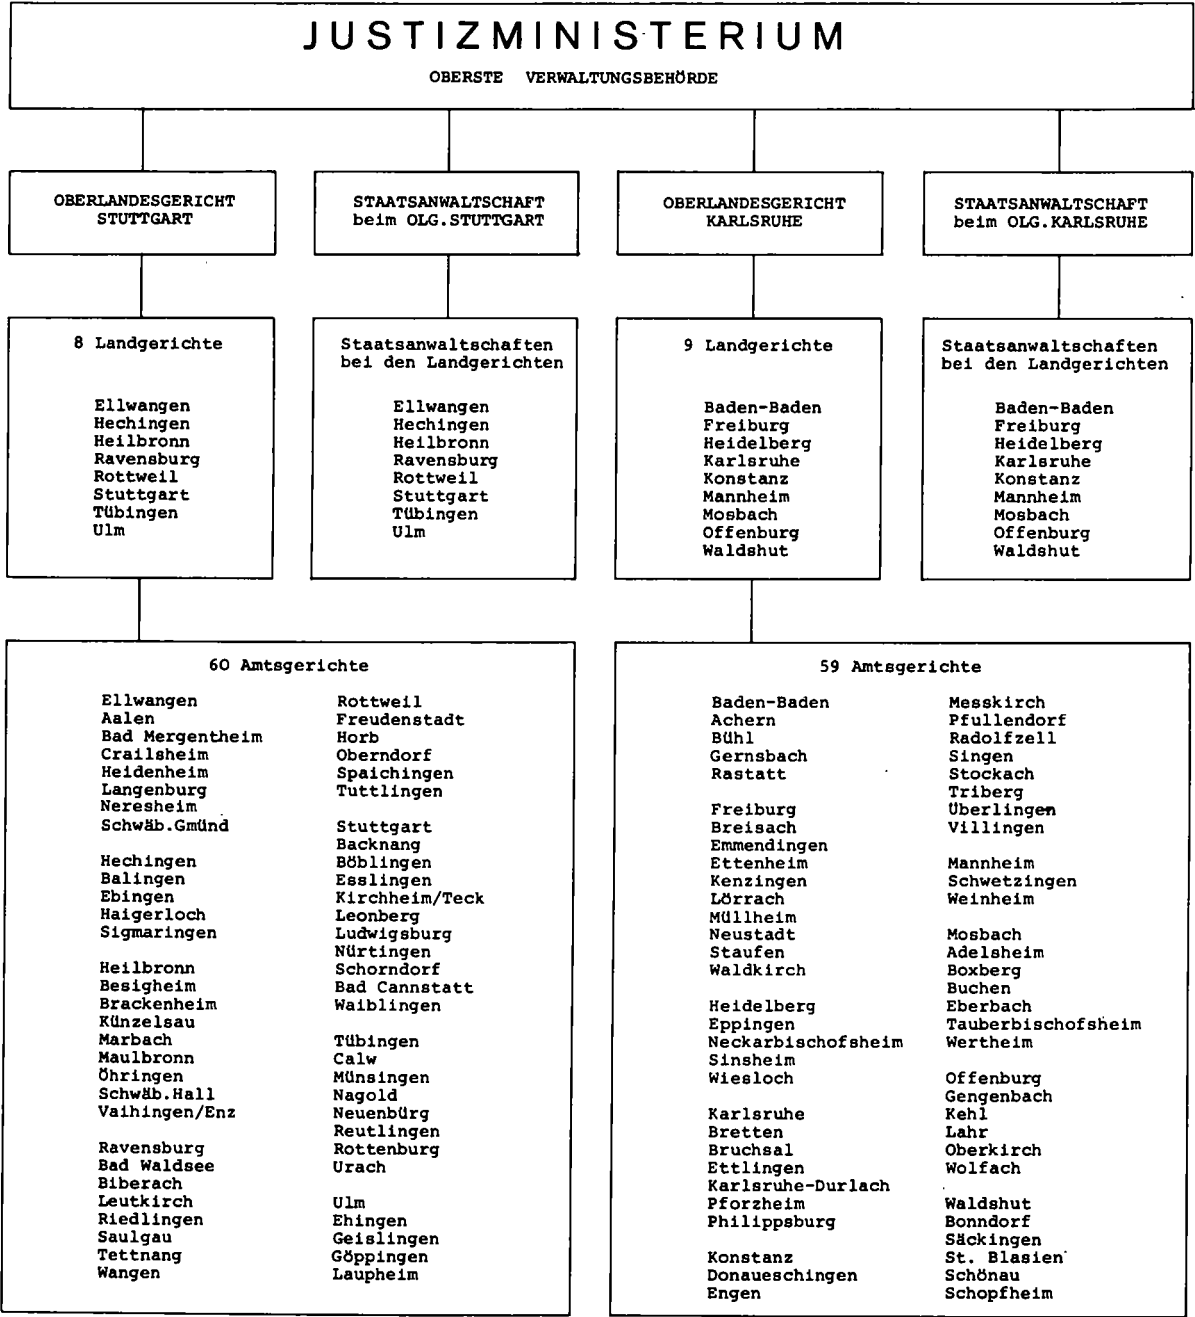 JUSTIZMINISTERIUM
OBERSTE VERWALTUNGSBEHÖRDE
OBERLANDESGERICHT
STUTTGART
STAATSANWALTSCHAFT
beim OLG.STUTTGART
OBERLANDESGERICHT
KARLSRUHE
STAATSANWALTSCHAFT
beim OLG.KARLSRUHE
8 Landgerichte
Ellwangen
Hechingen
Heilbronn
Ravensburg
Rottweil
Stuttgart
Tübingen
Ulm
Staatsanwaltschaften
bei den Landgerichten
Ellwangen
Hechingen
Heilbronn
Ravensburg
Rottweil
Stuttgart
Tübingen
Ulm
9 Landgerichte
Baden-Baden
Freiburg
Heidelberg
Karlsruhe
Konstanz
Mannheim
Mosbach
Offenburg
Waldshut
Staatsanwaltschaften
bei den Landgerichten
Baden-Baden
Freiburg
Heidelberg
Karlsruhe
Konstanz
Mannheim
Mosbach
Offenburg
Waldshut
60 Amtsgerichte
Ellwangen
Aalen
Bad Mergentheim
Crailsheim
Heidenheim
Langenburg
Neresheim
Schwäb.Gmünd
Hechingen
Balingen
Ebingen
Haigerloch
Sigmaringen
Heilbronn
Besigheim
Brackenheim
Künzelsau
Marbach
Maulbronn
Öhringen
Schwäb.Hall
Vaihingen/Enz
Ravensburg
Bad Waldsee
Biberach
Leutkirch
Riedlingen
Saulgau
Tettnang
Wangen
Rottweil
Freudenstadt
Horb
Oberndorf
Spaichingen
Tuttlingen
Stuttgart
Backnang
Böblingen
Esslingen
Kirchheim/Teck
Leonberg
Ludwigsburg
Nürtingen
Schorndorf
Bad Cannstatt
Waiblingen
Tübingen
Calw
Münsingen
Nagold
Neuenbürg
Reutlingen
Rottenburg
Urach
Ulm
Ehingen
Geislingen
Göppingen
Laupheim
59 Amtsgerichte
Baden-Baden
Achern
Bühl
Gernsbach
Rastatt
Freiburg
Breisach
Emmendingen
Ettenheim
Kenzingen
Lörrach
Müllheim
Neustadt
Staufen
Waldkirch
Heidelberg
Eppingen
Neckarbischofsheim
Sinsheim
Wiesloch
Karlsruhe
Bretten
Bruchsal
Ettlingen
Karlsruhe-Durlach
Pforzheim
Philippsburg
Konstanz
Donaueschingen
Engen
Messkirch
Pfullendorf
Radolfzell
Singen
Stockach
Triberg
Überlingen
Villingen
Mannheim
Schwetzingen
Weinheim
Mosbach
Adelsheim
Boxberg
Buchen
Eberbach
Tauberbischofsheim
Wertheim
Offenburg
Gengenbach
Kehl
Lahr
Oberkirch
Wolfach
Waldshut
Bonndorf
Säckingen
St. Blasien
Schönau
Schopfheim